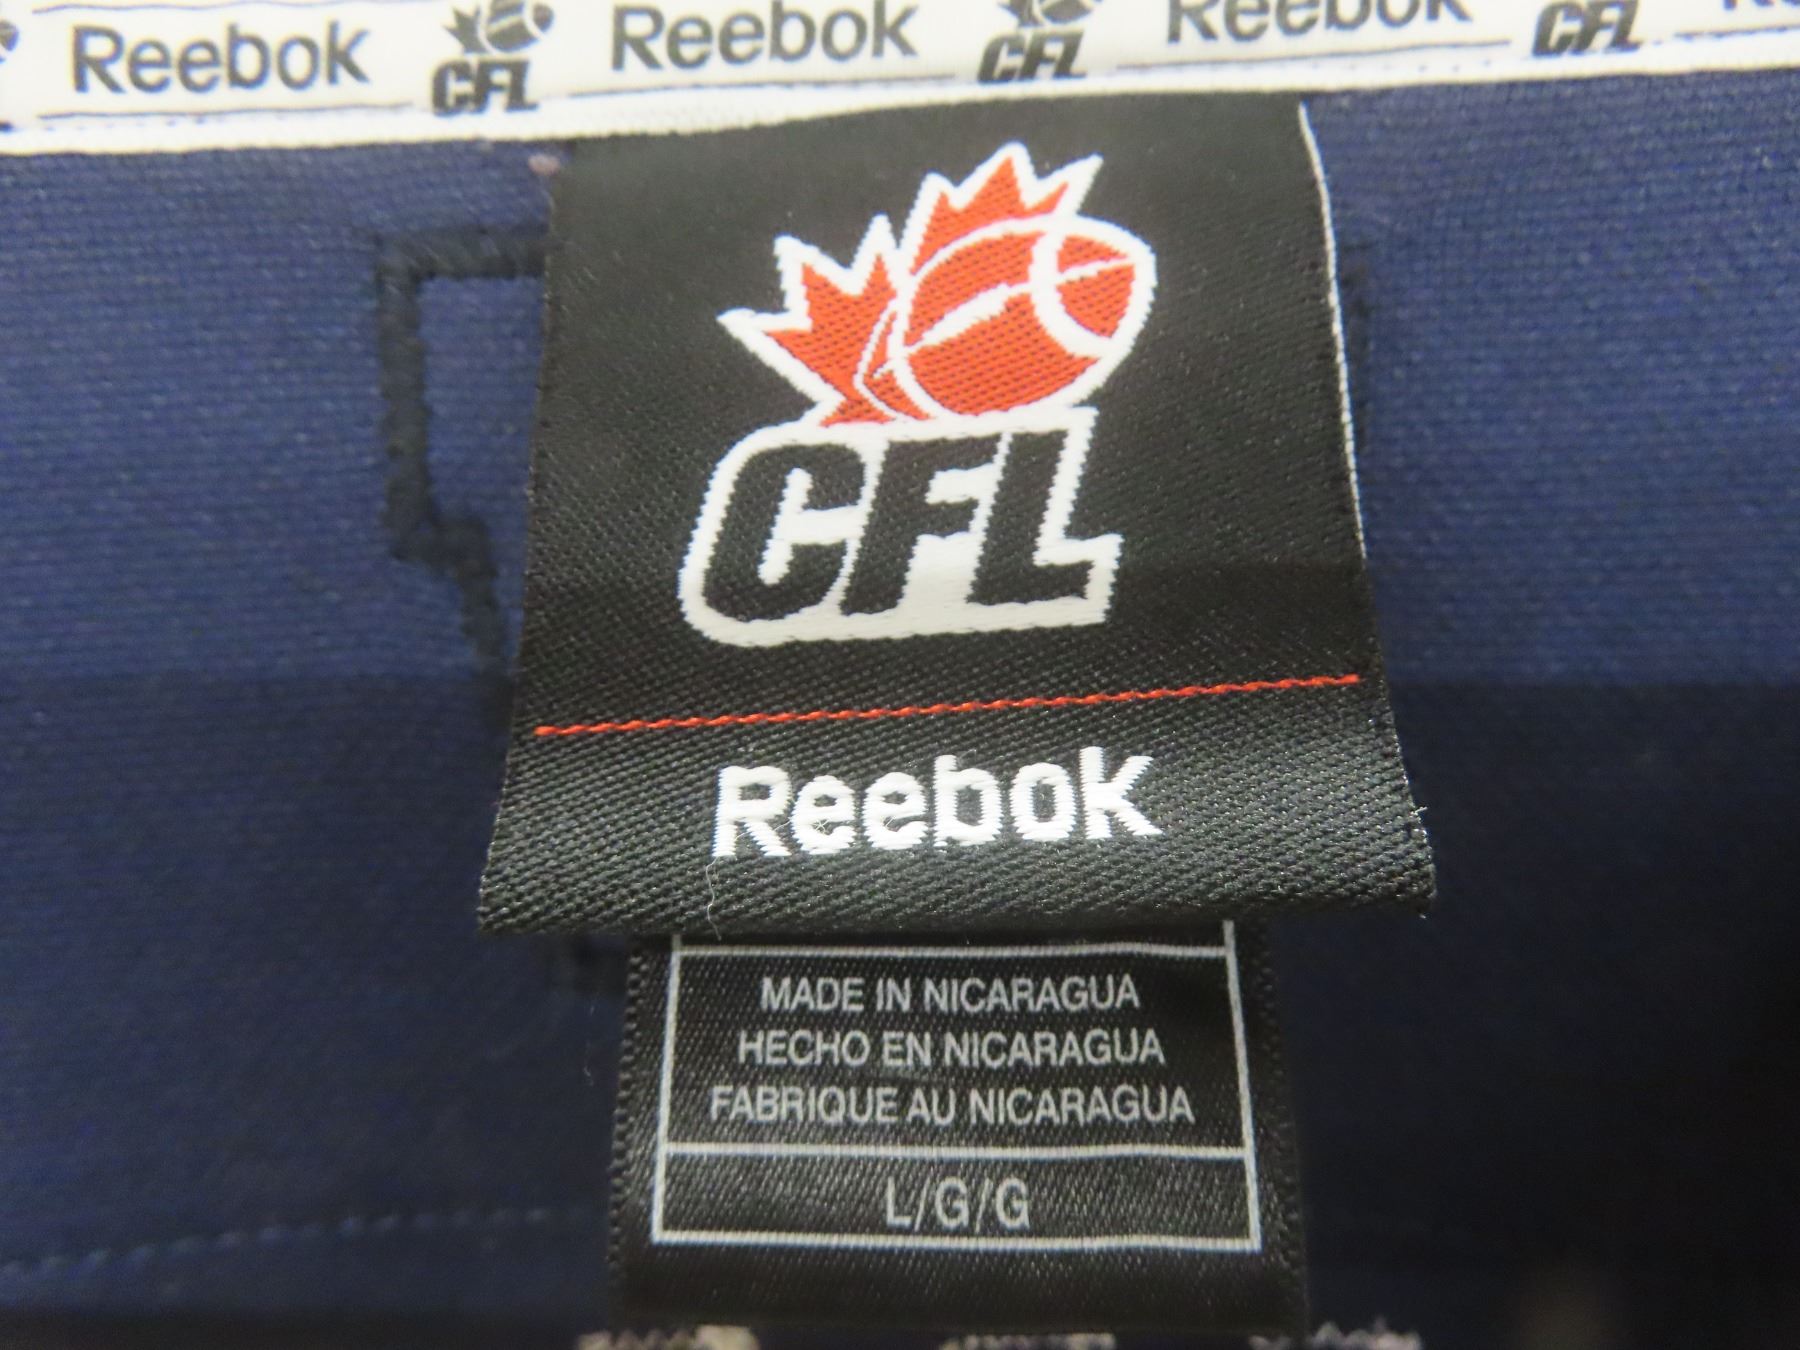 Reebok CFL Reebok CFL Reebok CFL
CFL
Reebok
MADE IN NICARAGUA
HECHO EN NICARAGUA
FABRIQUE AU NICARAGUA
L/G/G